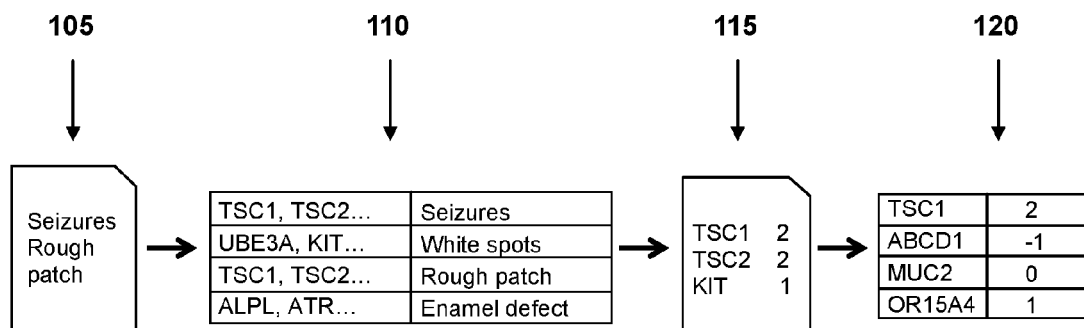 105 110 115 120
Seizures
Rough
patch
TSC1, TSC2... Seizures
UBE3A, KIT... White spots
TSC1, TSC2... Rough patch
ALPL, ATR... Enamel defect
TSC1 2
TSC2 2
KIT 1
TSC1 2
ABCD1 -1
MUC2 0
OR15A4 1